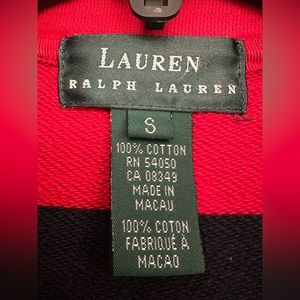 LAUREN
RALPH LAUREN
S
100% COTTON
RN 54050
CA 08349
MADE IN
MACAU
100% COTON
FABRIQUÉ À
MACAO